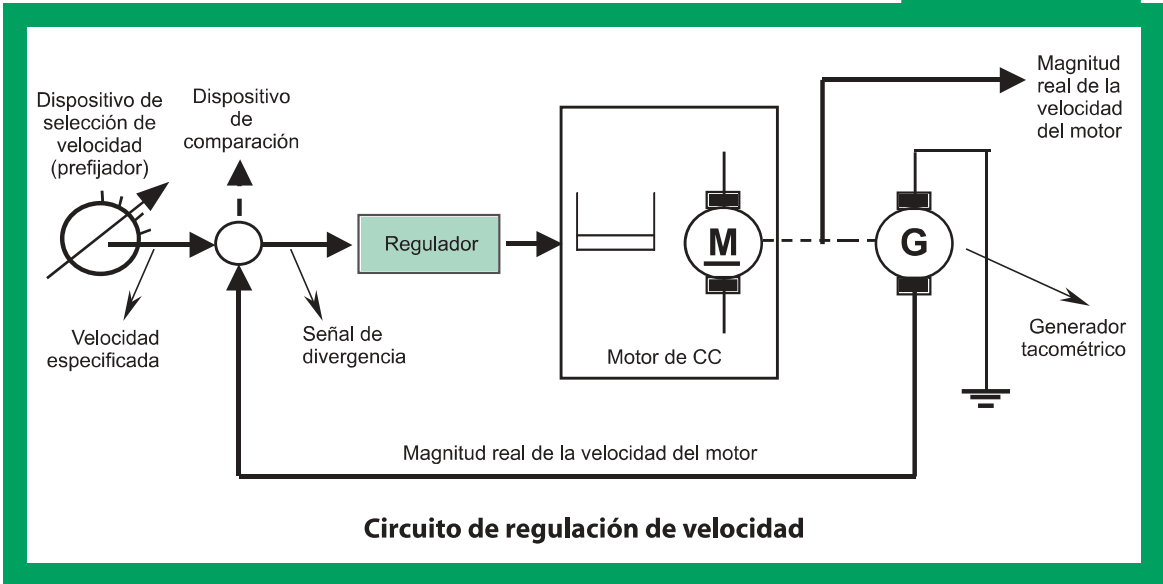 Dispositivo de
selección de
velocidad
(prefijador)
Dispositivo
de
comparación
Magnitud
real de la
velocidad
del motor
Regulador
M
G
Velocidad
especificada
Señal de
divergencia
Motor de CC
Generador
tacométrico
Magnitud real de la velocidad del motor
Circuito de regulación de velocidad